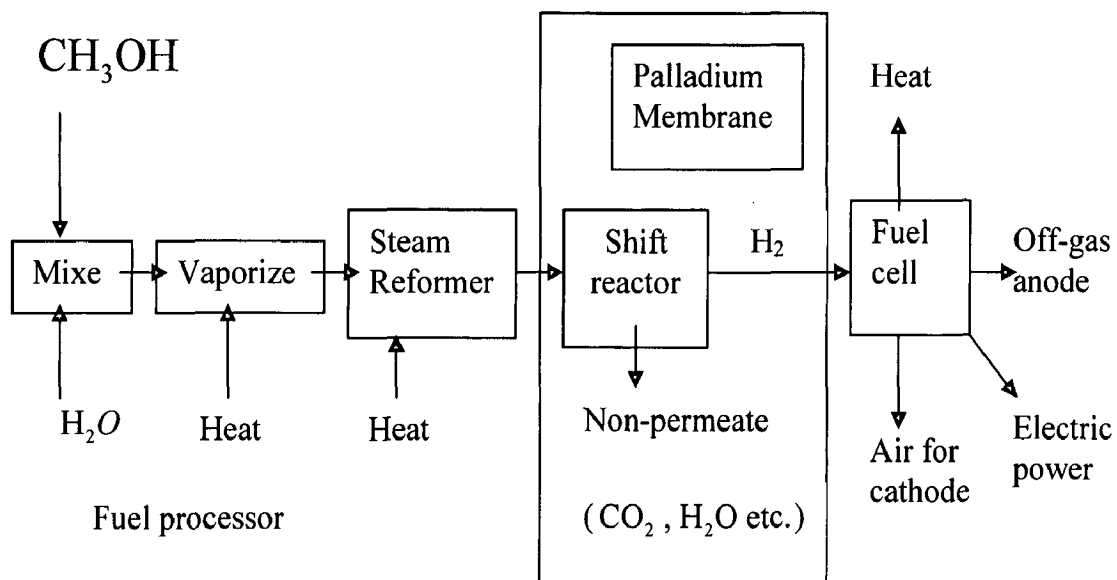 CH₃OH
Palladium
Membrane
Heat
Mixe
Vaporize
Steam
Reformer
Shift
reactor
H₂
Fuel
cell
Off-gas
anode
H₂O
Heat
Heat
Non-permeate
Air for
cathode
Electric
power
Fuel processor
(CO₂ , H₂O etc.)